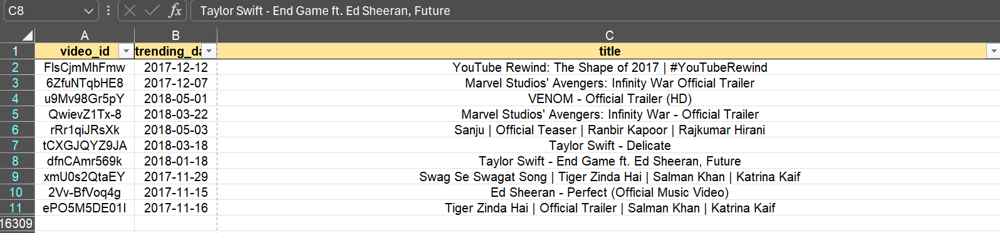 C8 fx Taylor Swift - End Game ft. Ed Sheeran, Future
A B C
1 video_id trending_da title
2 FlsCjmMhFmw 2017-12-12 YouTube Rewind: The Shape of 2017 | #YouTubeRewind
3 6ZfuNTqbHE8 2017-12-07 Marvel Studios' Avengers: Infinity War Official Trailer
4 u9Mv98Gr5pY 2018-05-01 VENOM - Official Trailer (HD)
5 QwievZ1Tx-8 2018-03-22 Marvel Studios' Avengers: Infinity War - Official Trailer
6 rRr1qiJRsXk 2018-05-03 Sanju | Official Teaser | Ranbir Kapoor | Rajkumar Hirani
7 tCXGJQYZ9JA 2018-03-18 Taylor Swift - Delicate
8 dfnCAmr569k 2018-01-18 Taylor Swift - End Game ft. Ed Sheeran, Future
9 xmU0s2QtaEY 2017-11-29 Swag Se Swagat Song | Tiger Zinda Hai | Salman Khan | Katrina Kaif
10 2Vv-BfVoq4g 2017-11-15 Ed Sheeran - Perfect (Official Music Video)
11 ePO5M5DE01I 2017-11-16 Tiger Zinda Hai | Official Trailer | Salman Khan | Katrina Kaif
16309